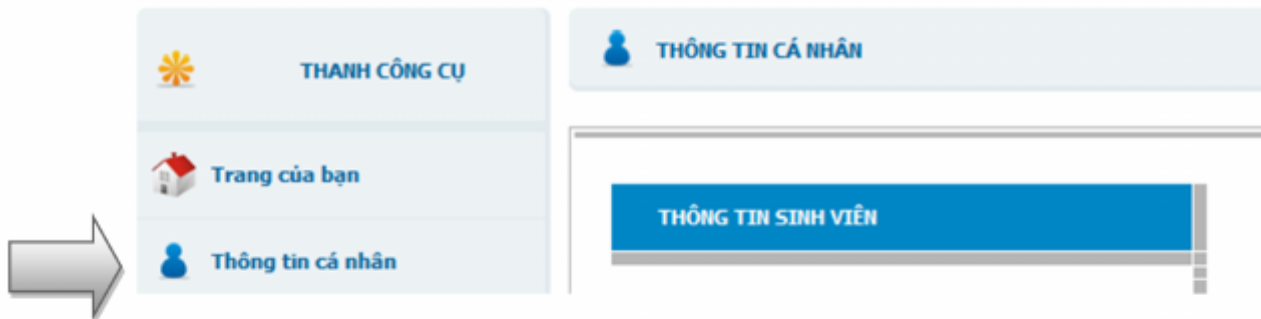 THANH CÔNG CỤ
Trang của bạn
Thông tin cá nhân
THÔNG TIN CÁ NHÂN
THÔNG TIN SINH VIÊN